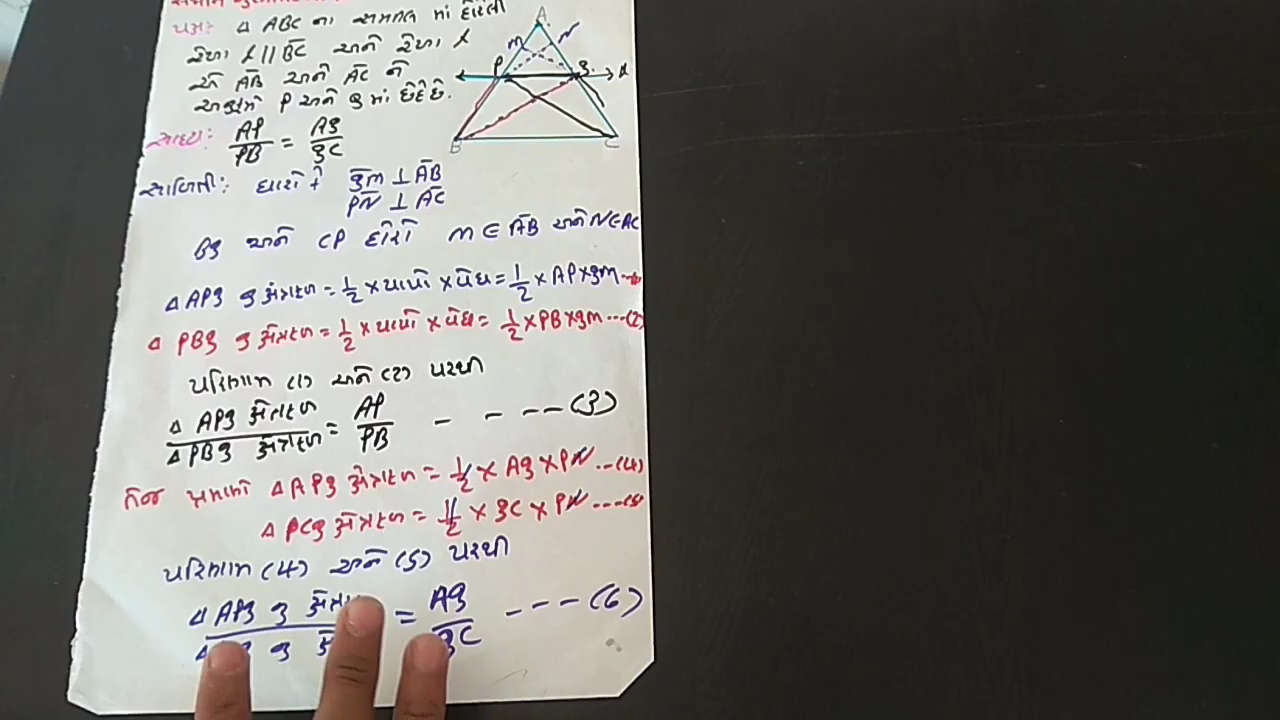 પક્ષ: △ ABC ના સમતલ માં દોરેલી
રેખા l || BC અને રેખા l
એ AB અને AC ને
અનુક્રમે P અને Q માં છેદે છે.
A
M
N
P
Q
l
B
C
સાધ્ય: AP/PB = AQ/QC
સાબિતી: ધારો કે QM ⊥ AB
PN ⊥ AC
BQ અને CP દોરો M ∈ AB અને N ∈ AC
△ APQ નું ક્ષેત્રફળ = 1/2 × પાયો × વેધ = 1/2 × AP × QM
△ PBQ નું ક્ષેત્રફળ = 1/2 × પાયો × વેધ = 1/2 × PB × QM ---(2)
પરિણામ (1) અને (2) પરથી
△ APQ ક્ષેત્રફળ / △ PBQ ક્ષેત્રફળ = AP/PB - - - -- (3)
તેજ પ્રમાણે △ APQ ક્ષેત્રફળ = 1/2 × AQ × PN ---(4)
△ PCQ ક્ષેત્રફળ = 1/2 × QC × PN ----(5)
પરિણામ (4) અને (5) પરથી
△ APQ નું / △ નું = AQ/QC - - - - (6)